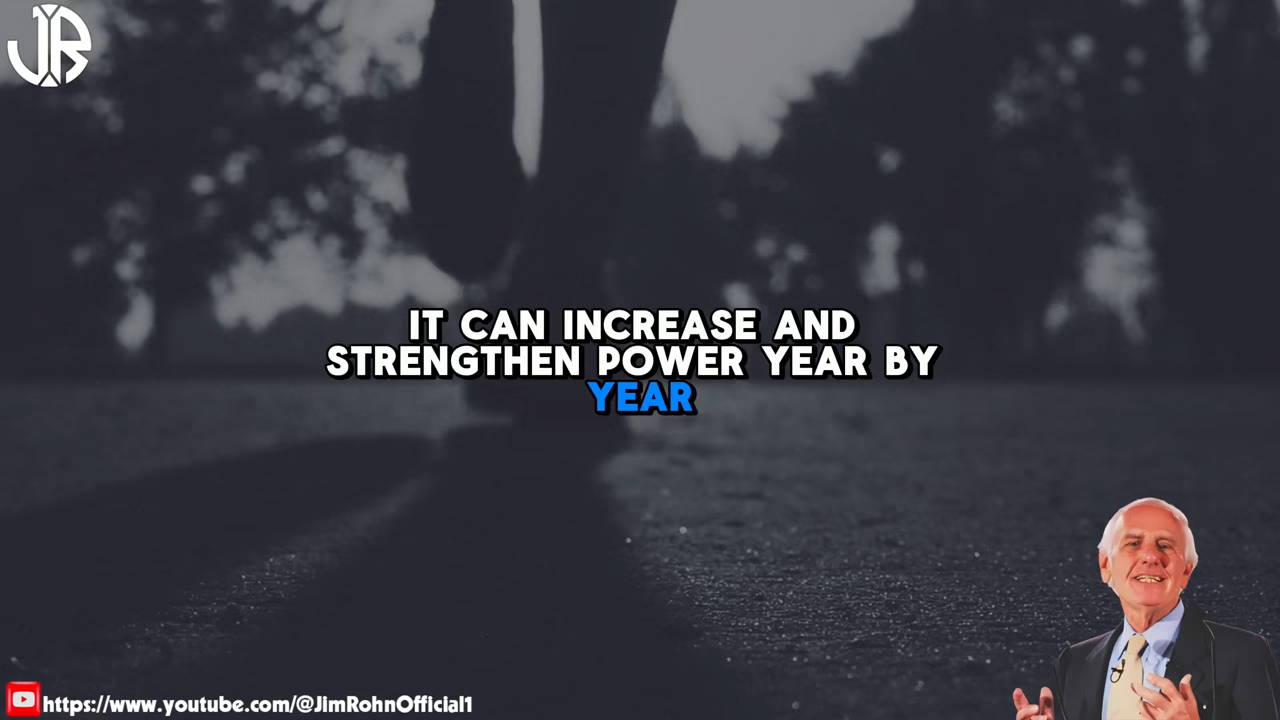 JR
IT CAN INCREASE AND
STRENGTHEN POWER YEAR BY
YEAR
https://www.youtube.com/@JimRohnOfficial1